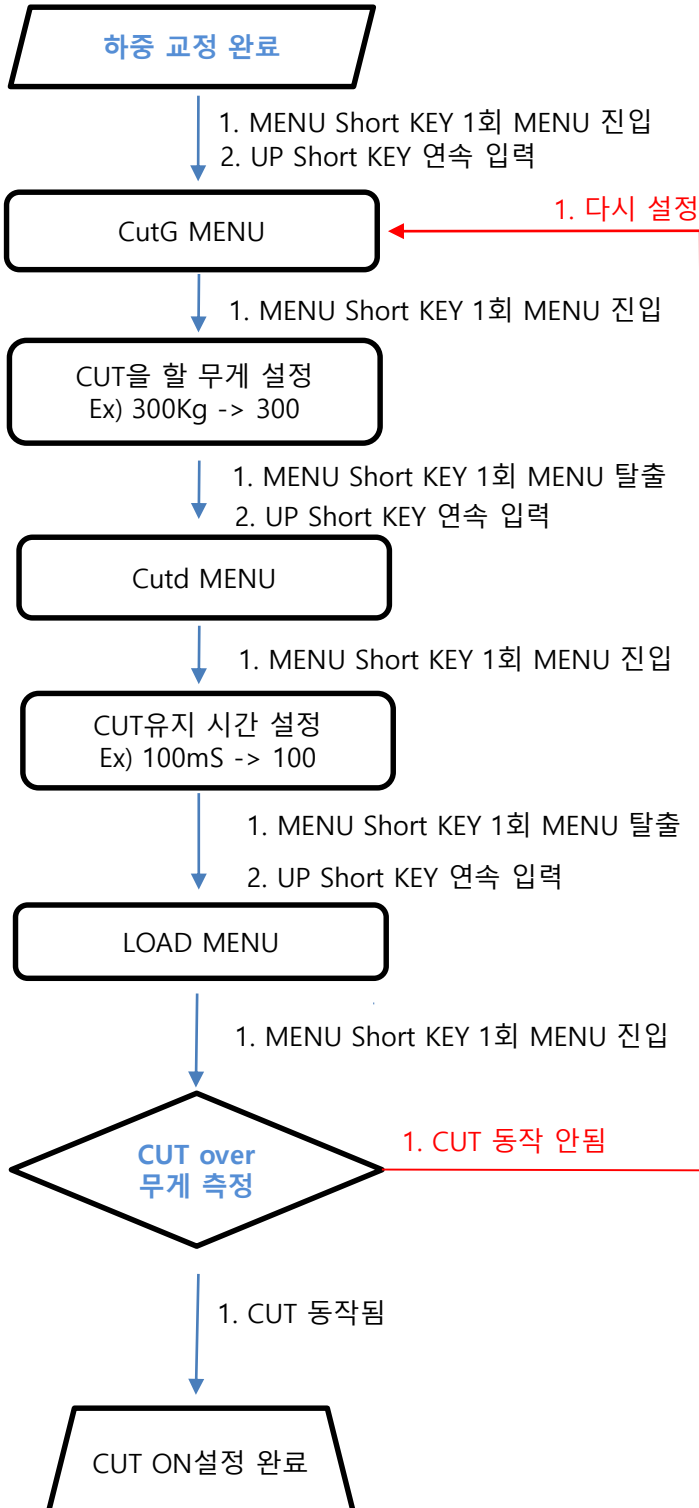 하중 교정 완료
1. MENU Short KEY 1회 MENU 진입
2. UP Short KEY 연속 입력
1. 다시 설정
CutG MENU
1. MENU Short KEY 1회 MENU 진입
CUT을 할 무게 설정
Ex) 300Kg -> 300
1. MENU Short KEY 1회 MENU 탈출
2. UP Short KEY 연속 입력
Cutd MENU
1. MENU Short KEY 1회 MENU 진입
CUT유지 시간 설정
Ex) 100mS -> 100
1. MENU Short KEY 1회 MENU 탈출
2. UP Short KEY 연속 입력
LOAD MENU
1. MENU Short KEY 1회 MENU 진입
CUT over
무게 측정
1. CUT 동작 안됨
1. CUT 동작됨
CUT ON설정 완료